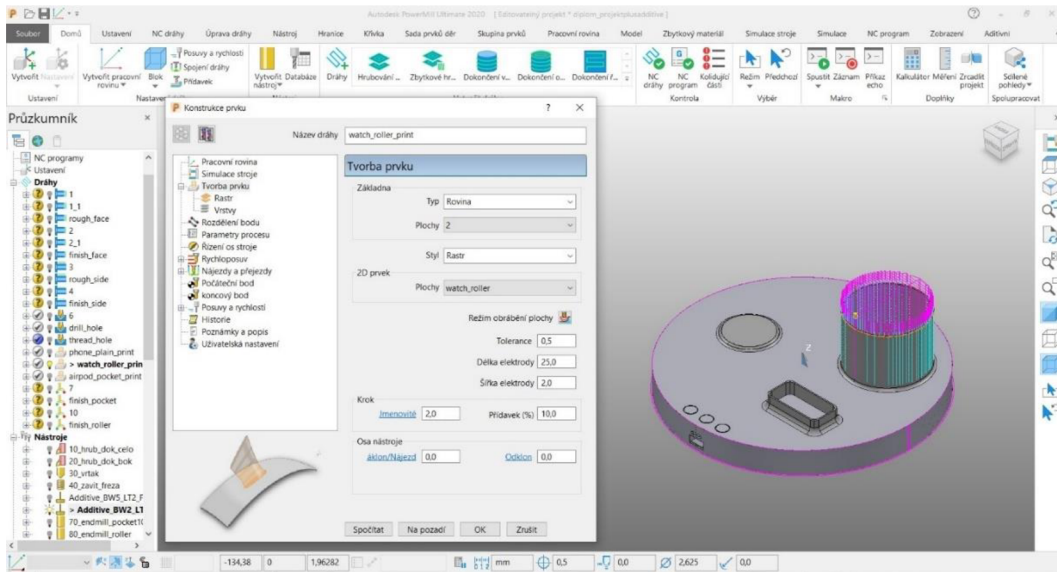 Autodesk PowerMill Ultimate 2020 [ Editovatelný projekt * diplom_projektplusadditive ]
Soubor Domů Ustavení NC dráhy Úprava dráhy Nástroj Hranice Křivka Sada prvků děr Skupina prvků Pracovní rovina Model Zbytkový materiál Simulace stroje Simulace NC program Zobrazení Aditivní
Posuvy a rychlosti
Spojení dráhy
Přídavek
Vytvořit Nastavení
Vytvořit pracovní rovinu
Blok
Vytvořit nástroj
Databáze
Dráhy
Hrubování ...
Zbytkové hr...
Dokončení v...
Dokončení o...
Dokončení f...
NC dráhy
NC program
Kolidující části
Režim
Předchozí
Spustit
Záznam
Příkaz echo
Kalkulátor
Měření
Zrcadlit projekt
Sdílené pohledy
Ustavení
Kontrola
Výběr
Makro
Doplňky
Spolupracovat
Průzkumník
NC programy
Ustavení
Dráhy
1
1_1
rough_face
2
2_1
finish_face
3
rough_side
4
finish_side
6
drill_hole
thread_hole
phone_plain_print
> watch_roller_prin
airpod_pocket_print
7
finish_pocket
10
finish_roller
Nástroje
10_hrub_dok_celo
20_hrub_dok_bok
30_vrtak
40_zavit_freza
Additive_BW5_LT2_F
> Additive_BW2_LT
70_endmill_pocket1(
80_endmill_roller
Konstrukce prvku
? ×
Název dráhy watch_roller_print
Pracovní rovina
Simulace stroje
Tvorba prvku
Rastr
Vrstvy
Rozdělení bodu
Parametry procesu
Řízení os stroje
Rychloposuv
Nájezdy a přejezdy
Počáteční bod
koncový bod
Posuvy a rychlosti
Historie
Poznámky a popis
Uživatelská nastavení
Tvorba prvku
Základna
Typ Rovina
Plochy 2
Styl Rastr
2D prvek
Plochy watch_roller
Režim obrábění plochy
Tolerance 0,5
Délka elektrody 25,0
Šířka elektrody 2,0
Krok
Jmenovité 2,0 Přídavek (%) 10,0
Osa nástroje
áklon/Nájezd 0,0 Odklon 0,0
Spočítat Na pozadí OK Zrušit
Z
-134,38 0 1,96282 mm 0,5 0,0 2,625 0,0